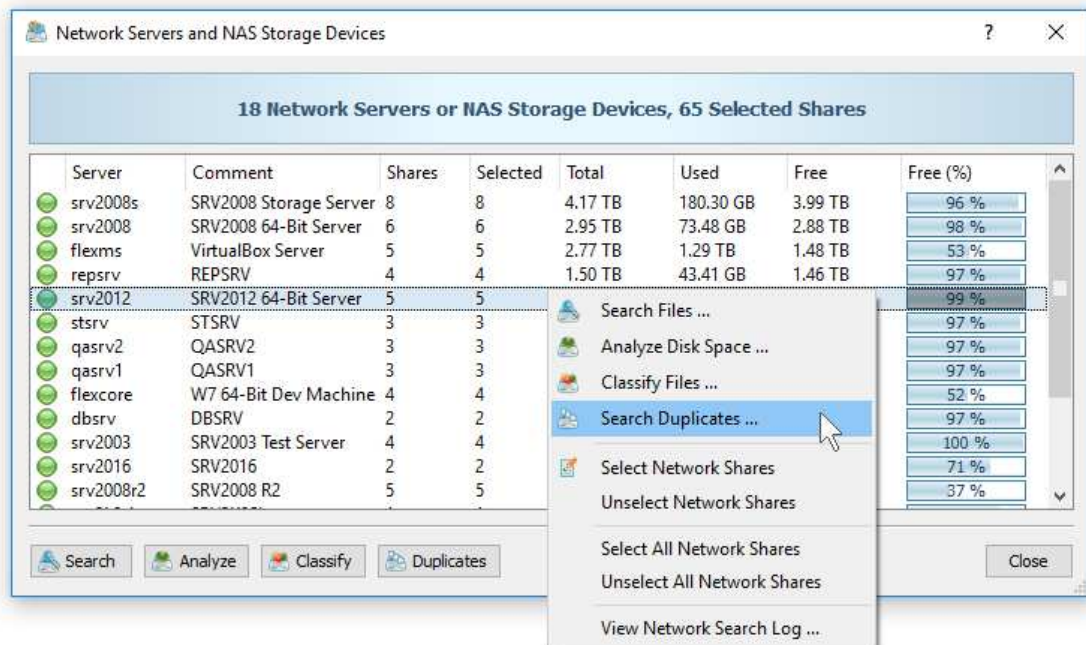 Network Servers and NAS Storage Devices ?
18 Network Servers or NAS Storage Devices, 65 Selected Shares
Server Comment Shares Selected Total Used Free Free (%)
srv2008s SRV2008 Storage Server 8 8 4.17 TB 180.30 GB 3.99 TB 96 %
srv2008 SRV2008 64-Bit Server 6 6 2.95 TB 73.48 GB 2.88 TB 98 %
flexms VirtualBox Server 5 5 2.77 TB 1.29 TB 1.48 TB 53 %
repsrv REPSRV 4 4 1.50 TB 43.41 GB 1.46 TB 97 %
srv2012 SRV2012 64-Bit Server 5 5 99 %
stsrv STSRV 3 3 97 %
qasrv2 QASRV2 3 3 97 %
qasrv1 QASRV1 3 3 97 %
flexcore W7 64-Bit Dev Machine 4 4 52 %
dbsrv DBSRV 2 2 97 %
srv2003 SRV2003 Test Server 4 4 100 %
srv2016 SRV2016 2 2 71 %
srv2008r2 SRV2008 R2 5 5 37 %
Search Files ...
Analyze Disk Space ...
Classify Files ...
Search Duplicates ...
Select Network Shares
Unselect Network Shares
Select All Network Shares
Unselect All Network Shares
View Network Search Log ...
Search Analyze Classify Duplicates Close